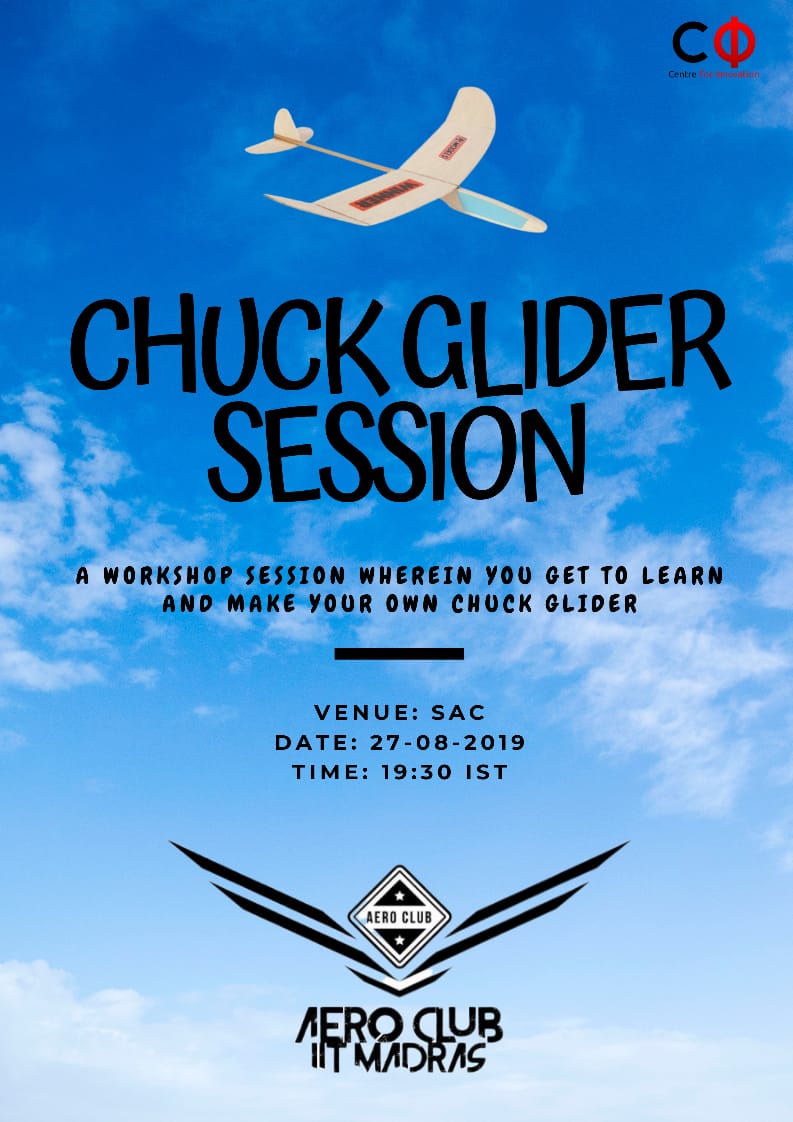 CΦ
Centre For Innovation
WINNER
CHUCK GLIDER
SESSION
A WORKSHOP SESSION WHEREIN YOU GET TO LEARN
AND MAKE YOUR OWN CHUCK GLIDER
VENUE: SAC
DATE: 27-08-2019
TIME: 19:30 IST
AERO CLUB
AERO CLUB
IIT MADRAS